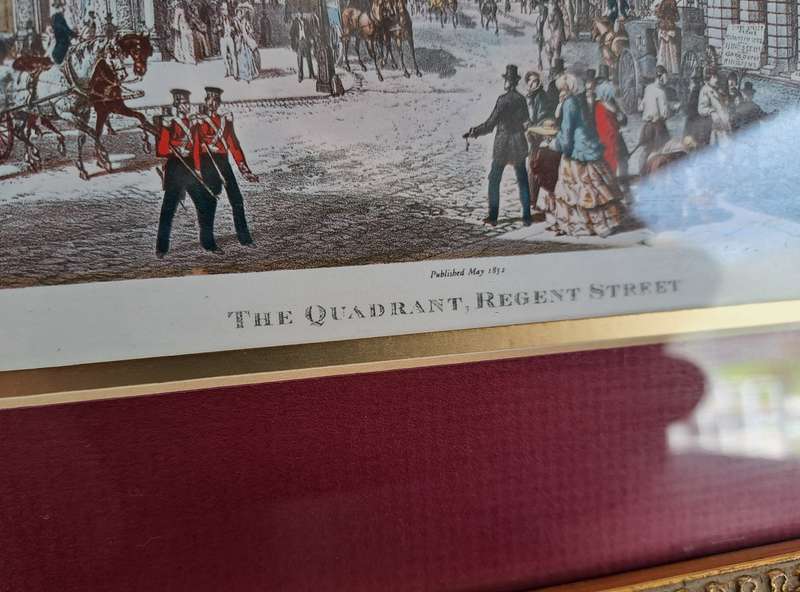 Published May 1852
THE QUADRANT, REGENT STREET